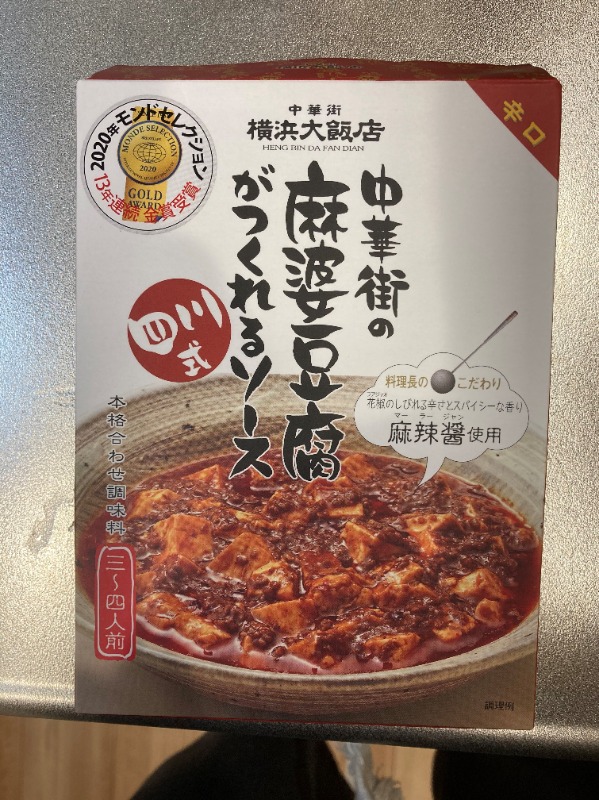 2020年モンドセレクション
MONDE SELECTION
2020
GOLD
AWARD
13年連続 金賞受賞
中華街
横浜大飯店
HENG BIN DA FAN DIAN
辛口
中華街の
麻婆豆腐
がつくれるソース
四川式
料理長のこだわり
花椒のしびれる辛さとスパイシーな香り
マーラージャン
麻辣醤使用
本格合わせ調味料
三〜四人前
調理例